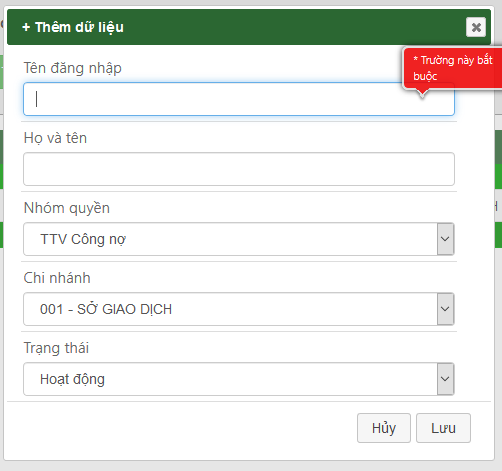 + Thêm dữ liệu
Tên đăng nhập
* Trường này bắt
buộc
Họ và tên
Nhóm quyền
TTV Công nợ
Chi nhánh
001 - SỞ GIAO DỊCH
Trạng thái
Hoạt động
Hủy Lưu